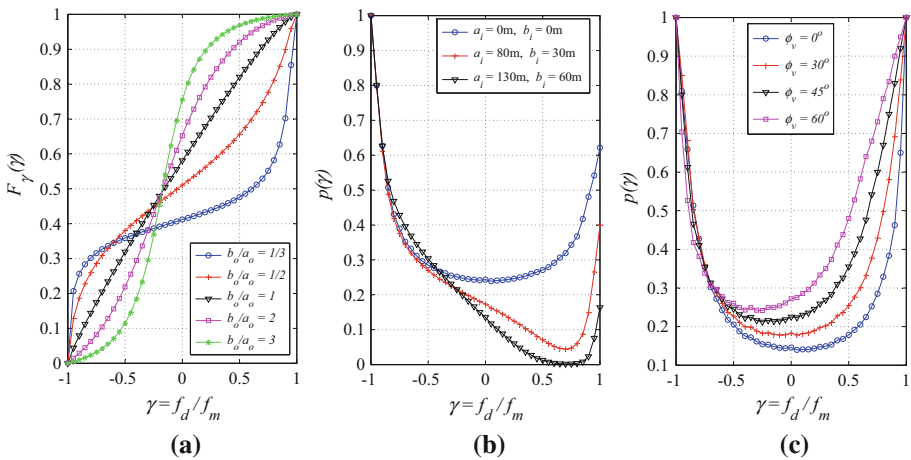 1
0.9
0.8
0.7
0.6
0.5
0.4
0.3
0.2
0.1
0
-1
-0.5
0
0.5
1
F_γ(γ)
γ = f_d / f_m
b_o/a_o = 1/3
b_o/a_o = 1/2
b_o/a_o = 1
b_o/a_o = 2
b_o/a_o = 3
(a)
1
0.9
0.8
0.7
0.6
0.5
0.4
0.3
0.2
0.1
0
-1
-0.5
0
0.5
1
p(γ)
γ = f_d / f_m
a_i = 0m, b_i = 0m
a_i = 80m, b_i = 30m
a_i = 130m, b_i = 60m
(b)
1
0.9
0.8
0.7
0.6
0.5
0.4
0.3
0.2
0.1
-1
-0.5
0
0.5
1
p(γ)
γ = f_d / f_m
ϕ_v = 0°
ϕ_v = 30°
ϕ_v = 45°
ϕ_v = 60°
(c)